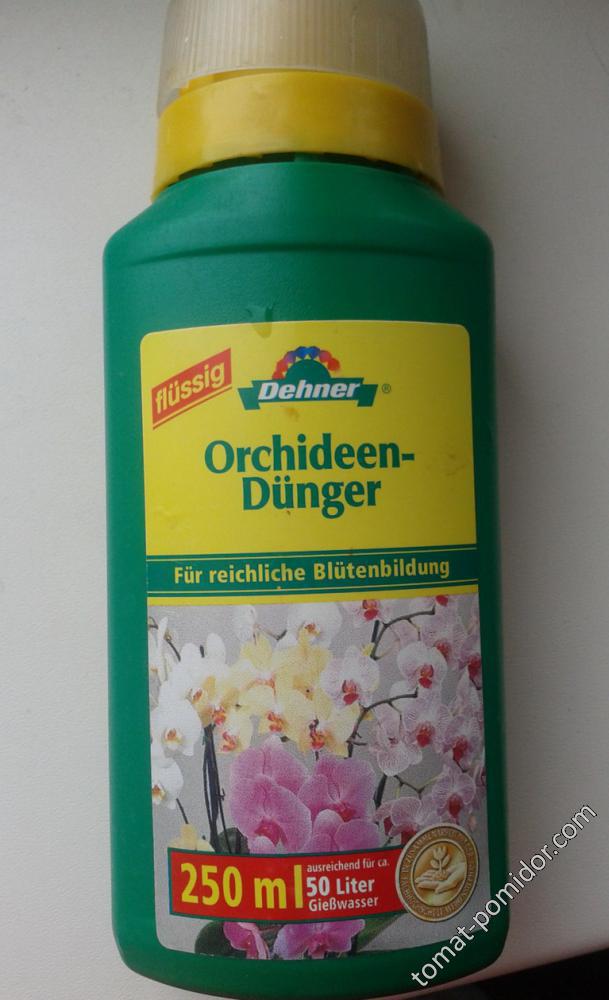 flüssig
Dehner®
Orchideen-
Dünger
Für reichliche Blütenbildung
250 ml
ausreichend für ca.
50 Liter
Gießwasser
tomat-pomidor.com